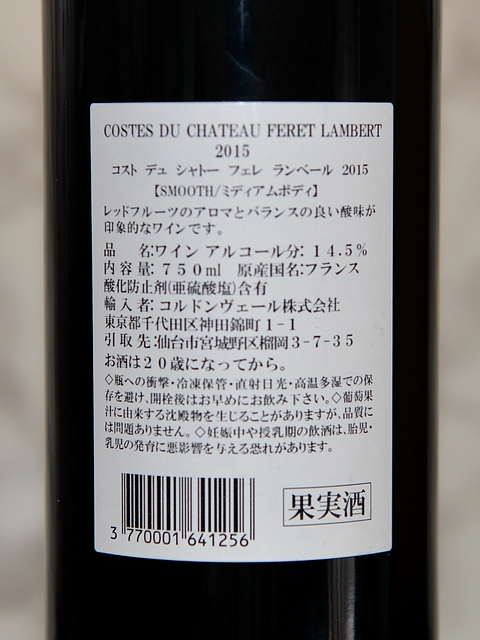 COSTES DU CHATEAU FERET LAMBERT
2015
コスト デュ シャトー フェレ ランベール 2015
【SMOOTH/ミディアムボディ】
レッドフルーツのアロマとバランスの良い酸味が
印象的なワインです。
品 名:ワイン アルコール分: 14.5%
内容量: 750ml 原産国名:フランス
酸化防止剤(亜硫酸塩)含有
輸入者:コルドンヴェール株式会社
東京都千代田区神田錦町1-1
引取先:仙台市宮城野区榴岡3-7-35
お酒は20歳になってから。
◇瓶への衝撃・冷凍保管・直射日光・高温多湿での保
存を避け、開栓後はお早めにお飲み下さい。◇葡萄果
汁に由来する沈殿物を生じることがありますが、品質に
は問題ありません。◇妊娠中や授乳期の飲酒は、胎児・
乳児の発育に悪影響を与える恐れがあります。
果実酒
3 770001 641256